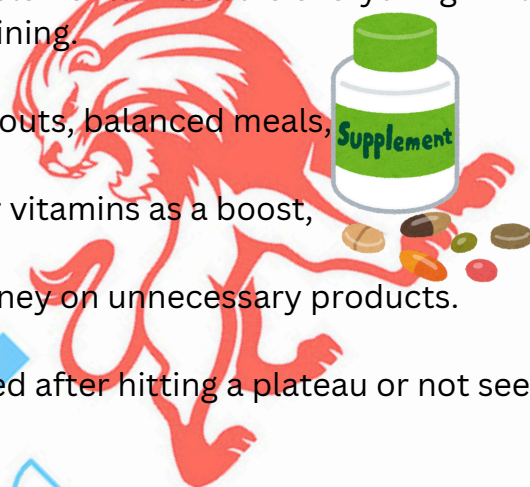 ining.
outs, balanced meals,
Supplement
vitamins as a boost,
ney on unnecessary products.
ed after hitting a plateau or not see